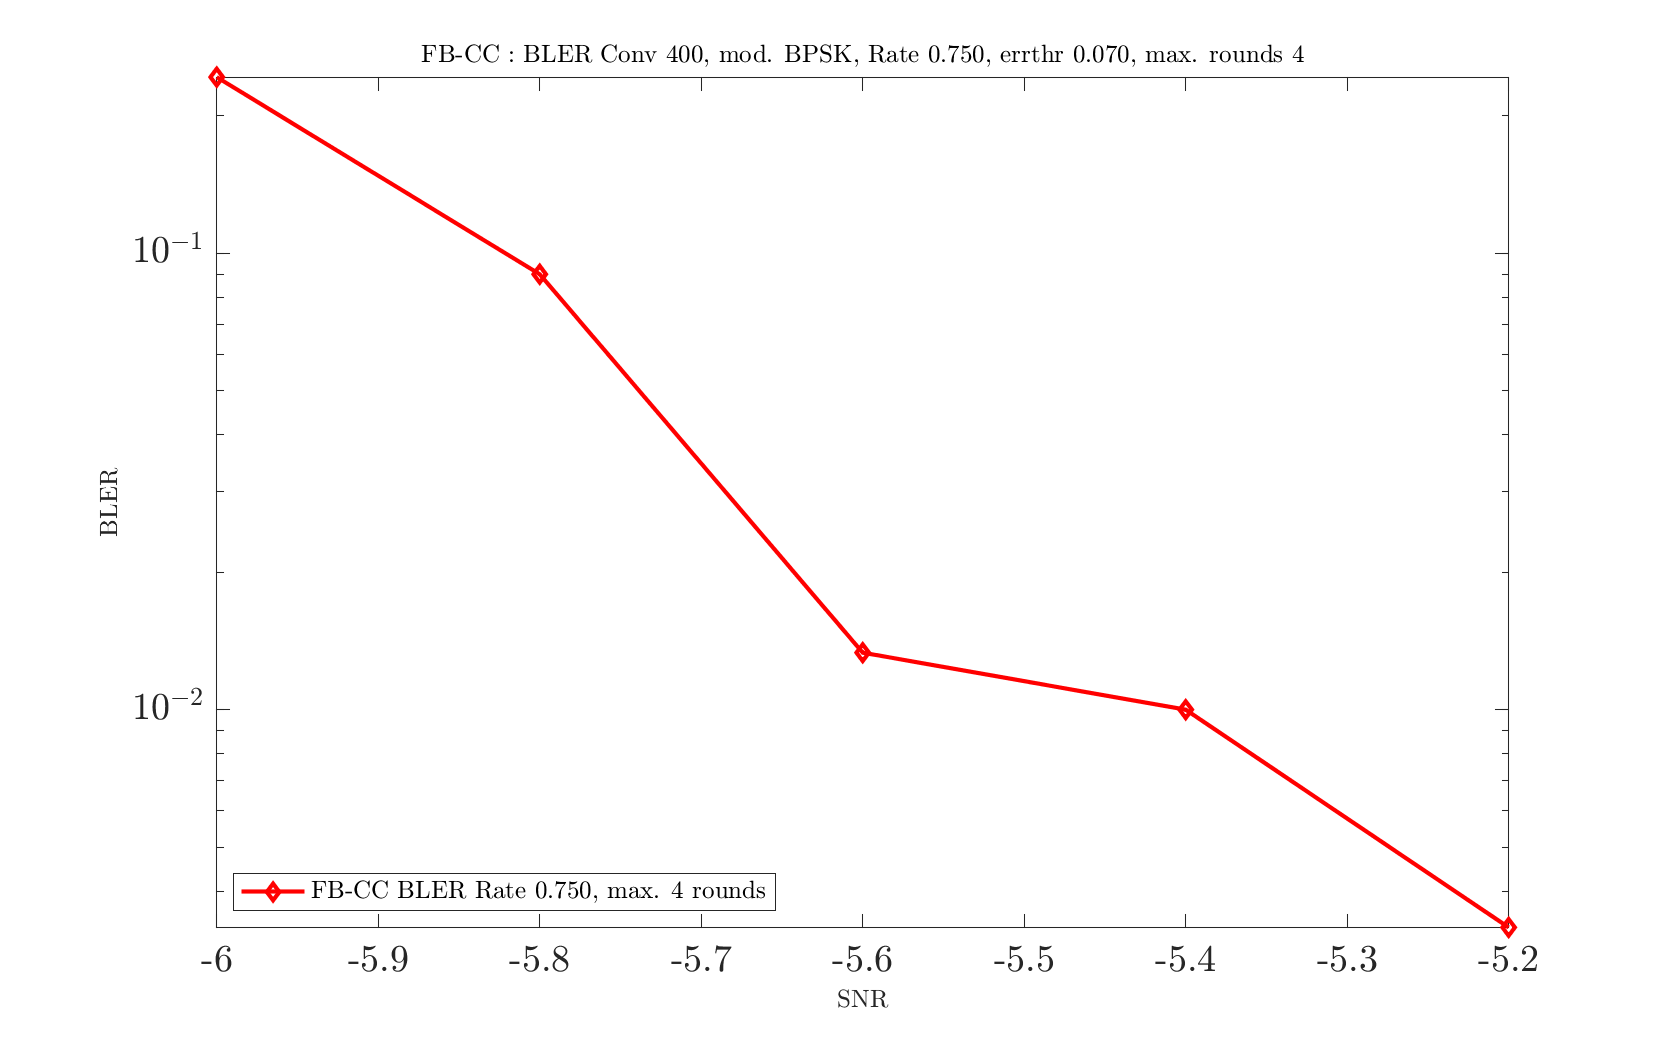 FB-CC : BLER Conv 400, mod. BPSK, Rate 0.750, errthr 0.070, max. rounds 4
10⁻¹
BLER
10⁻²
FB-CC BLER Rate 0.750, max. 4 rounds
-6 -5.9 -5.8 -5.7 -5.6 -5.5 -5.4 -5.3 -5.2
SNR